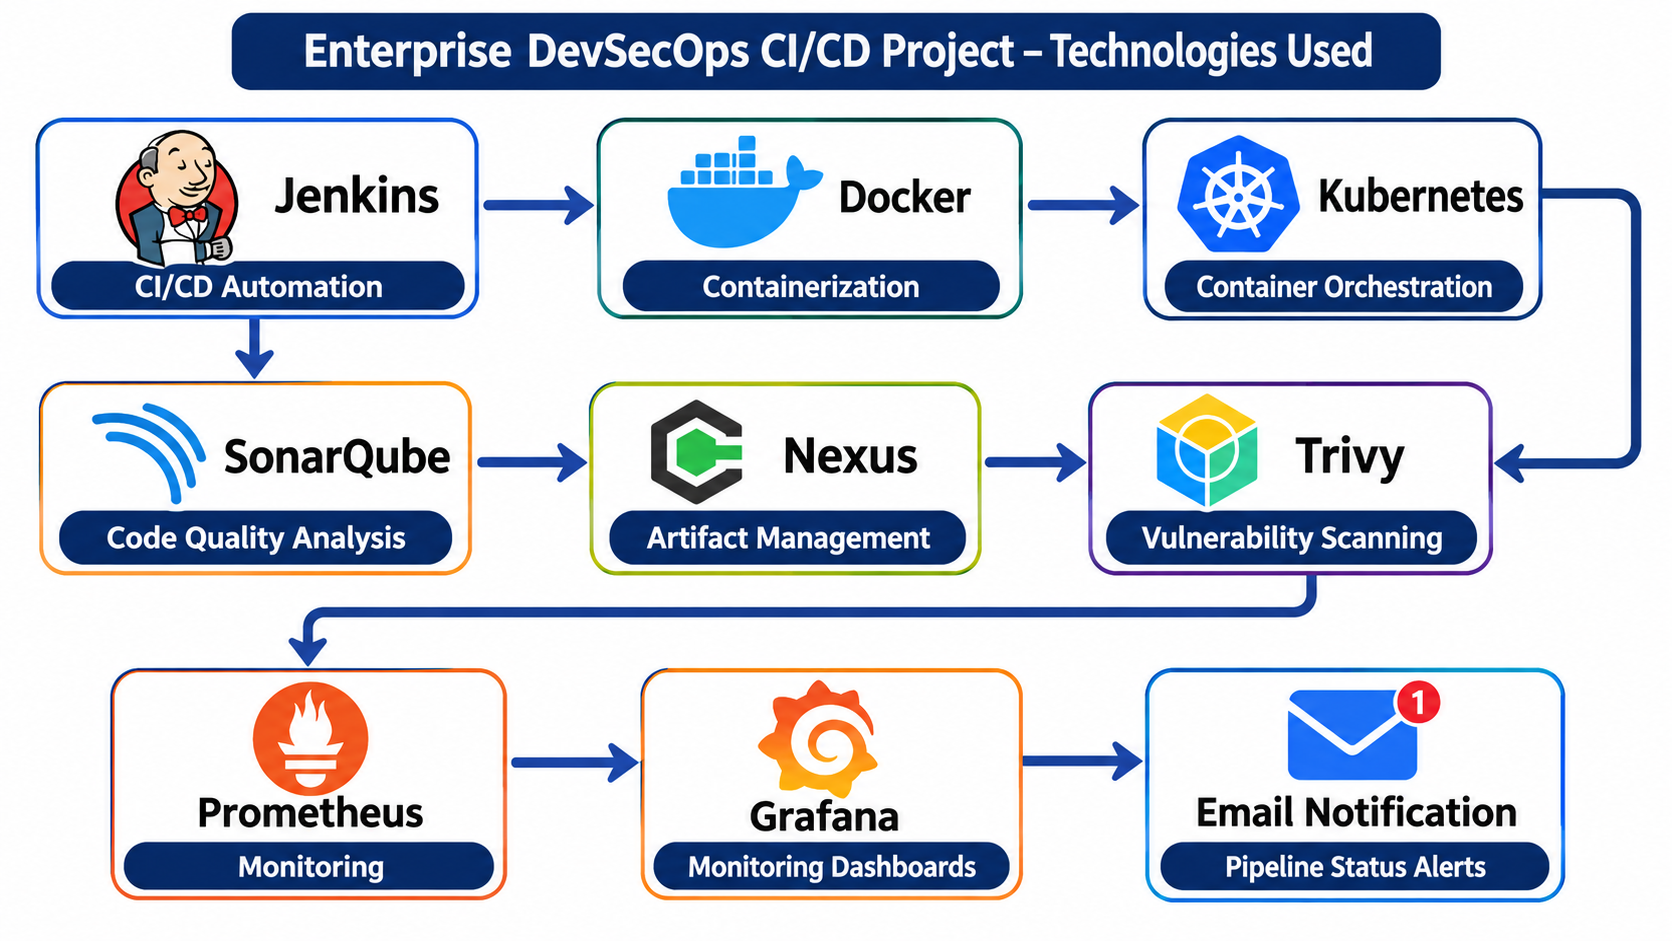 Enterprise DevSecOps CI/CD Project – Technologies Used
Jenkins
CI/CD Automation
Docker
Containerization
Kubernetes
Container Orchestration
SonarQube
Code Quality Analysis
Nexus
Artifact Management
Trivy
Vulnerability Scanning
Prometheus
Monitoring
Grafana
Monitoring Dashboards
1
Email Notification
Pipeline Status Alerts